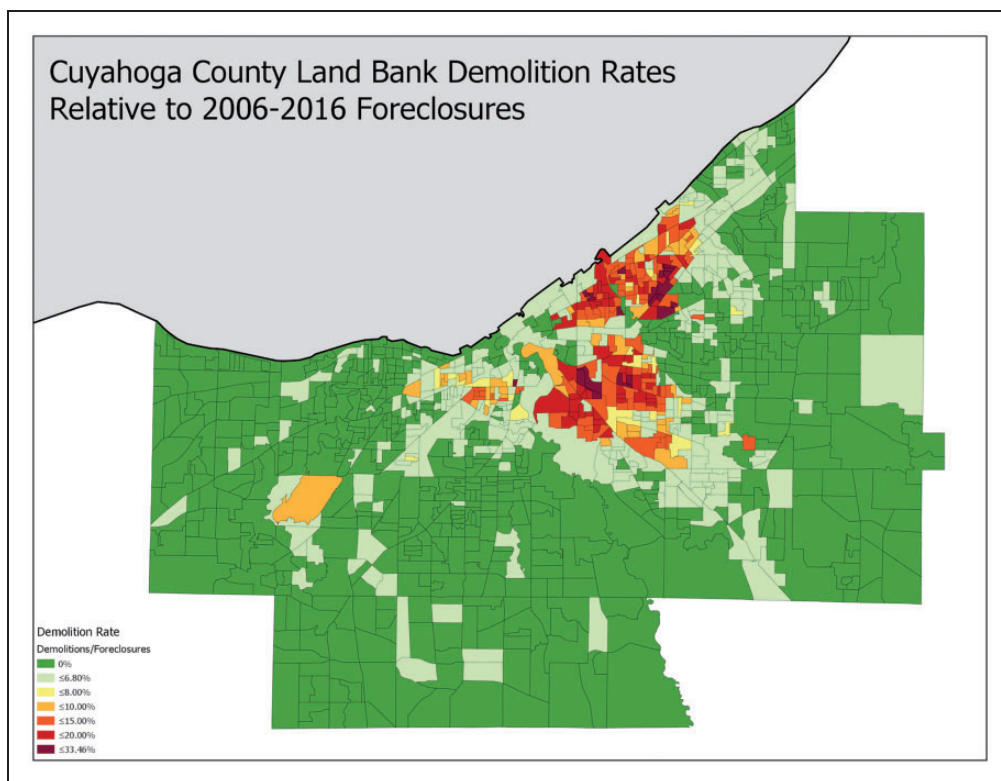 Cuyahoga County Land Bank Demolition Rates
Relative to 2006-2016 Foreclosures
Demolition Rate
Demolitions/Foreclosures
0%
≤6.80%
≤8.00%
≤10.00%
≤15.00%
≤20.00%
≤33.46%